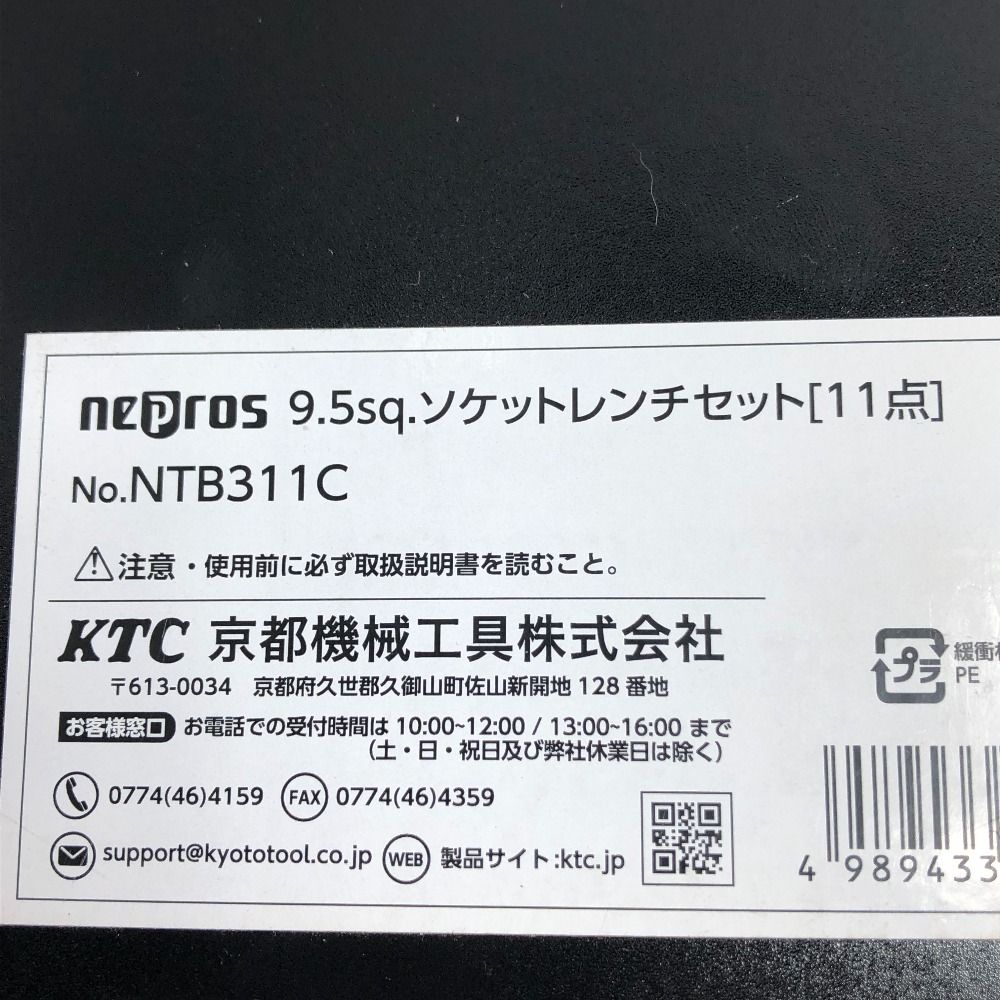 nepros 9.5sq.ソケットレンチセット[11点]
No.NTB311C
注意・使用前に必ず取扱説明書を読むこと。
KTC 京都機械工具株式会社
〒613-0034 京都府久世郡久御山町佐山新開地 128 番地
お客様窓口 お電話での受付時間は 10:00~12:00 / 13:00~16:00 まで
(土・日・祝日及び弊社休業日は除く)
0774(46)4159 FAX 0774(46)4359
support@kyototool.co.jp WEB 製品サイト:ktc.jp
プラ
緩衝
PE
4 989433